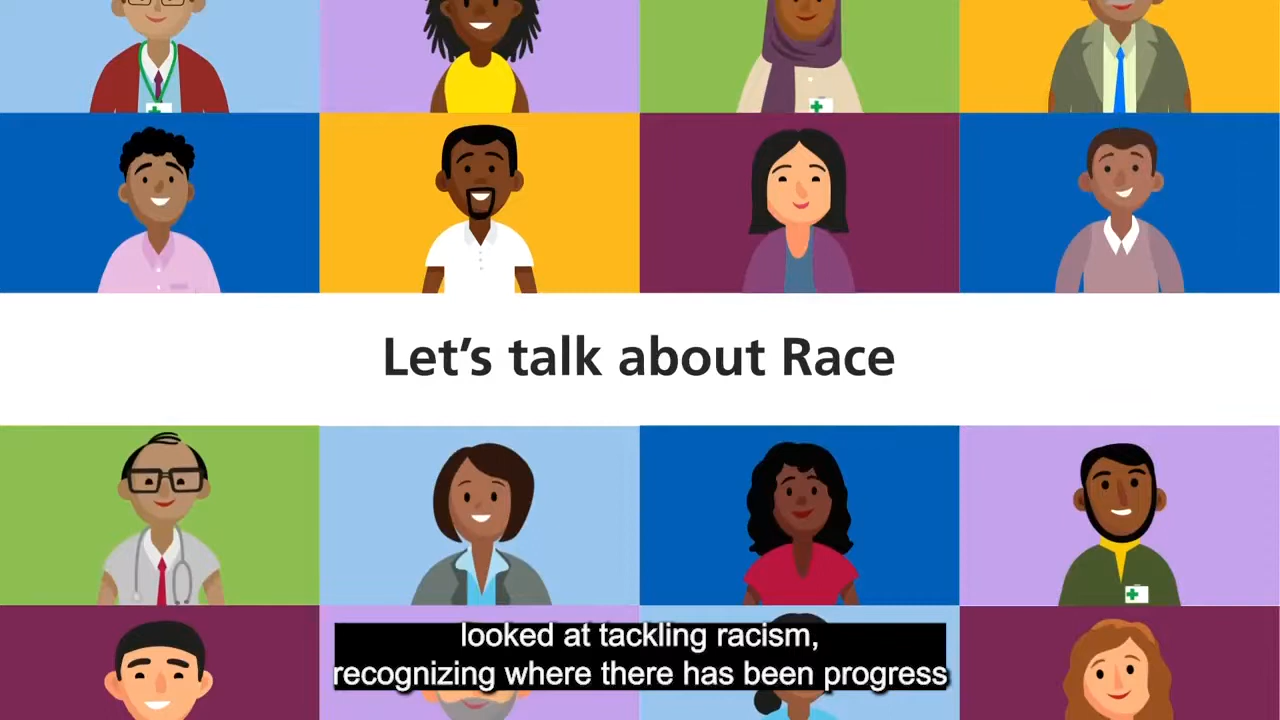 Let's talk about Race
looked at tackling racism,
recognizing where there has been progress